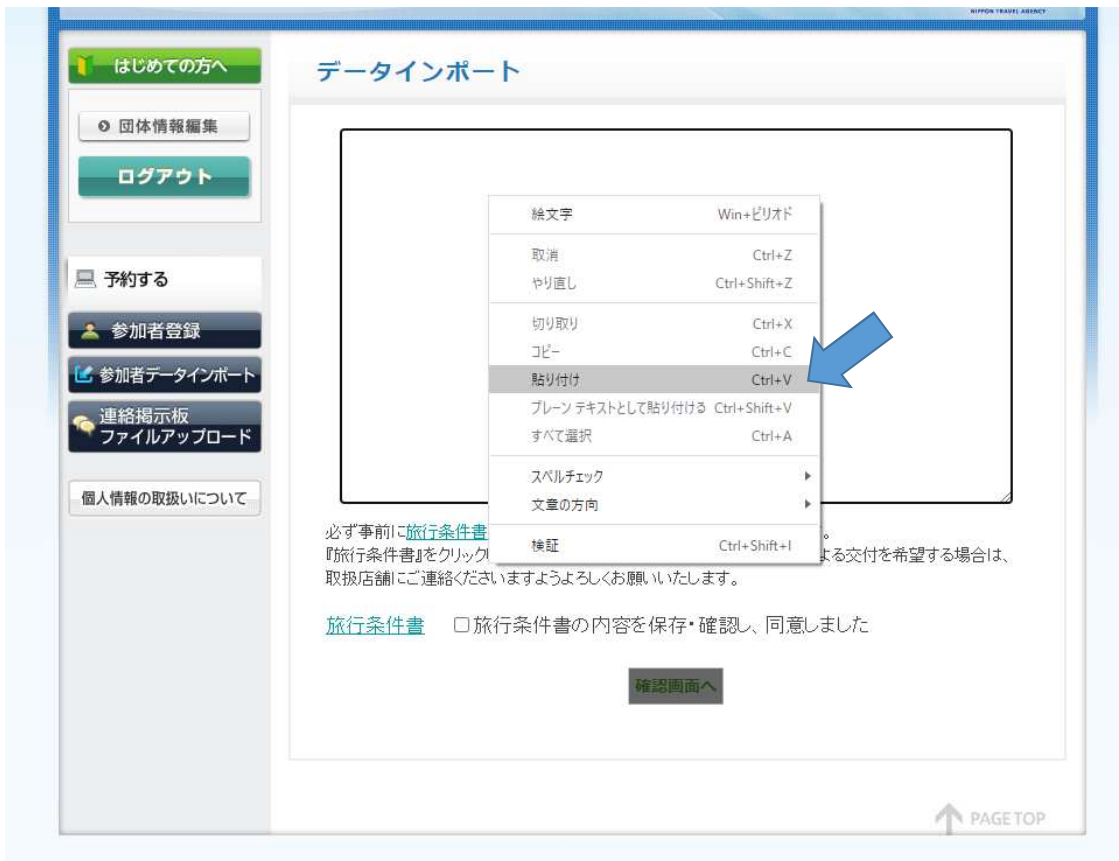 NIPPON TRAVEL AGENCY
はじめての方へ
団体情報編集
ログアウト
予約する
参加者登録
参加者データインポート
連絡掲示板
ファイルアップロード
個人情報の取扱いについて
データインポート
絵文字 Win+ピリオド
取消 Ctrl+Z
やり直し Ctrl+Shift+Z
切り取り Ctrl+X
コピー Ctrl+C
貼り付け Ctrl+V
プレーン テキストとして貼り付ける Ctrl+Shift+V
すべて選択 Ctrl+A
スペルチェック
文章の方向
検証 Ctrl+Shift+I
必ず事前に旅行条件書 。
『旅行条件書』をクリック よる交付を希望する場合は、
取扱店舗にご連絡くださいますようよろしくお願いいたします。
旅行条件書 旅行条件書の内容を保存・確認し、同意しました
確認画面へ
PAGE TOP